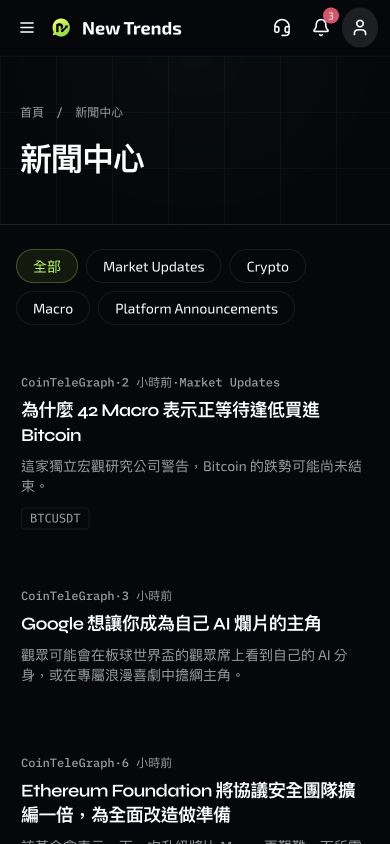 New Trends
3
首頁 / 新聞中心
新聞中心
全部
Market Updates
Crypto
Macro
Platform Announcements
CoinTeleGraph·2 小時前·Market Updates
為什麼 42 Macro 表示正等待逢低買進
Bitcoin
這家獨立宏觀研究公司警告，Bitcoin 的跌勢可能尚未結
束。
BTCUSDT
CoinTeleGraph·3 小時前
Google 想讓你成為自己 AI 爛片的主角
觀眾可能會在板球世界盃的觀眾席上看到自己的 AI 分
身，或在專屬浪漫喜劇中擔綱主角。
CoinTeleGraph·6 小時前
Ethereum Foundation 將協議安全團隊擴
編一倍，為全面改造做準備